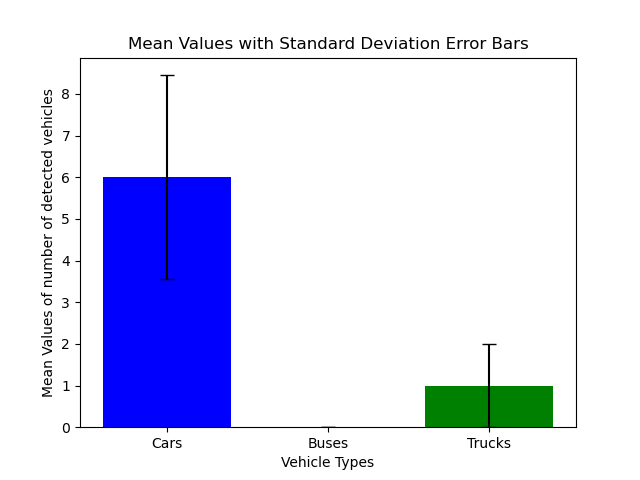 Mean Values with Standard Deviation Error Bars
Mean Values of number of detected vehicles
8
7
6
5
4
3
2
1
0
Cars Buses Trucks
Vehicle Types